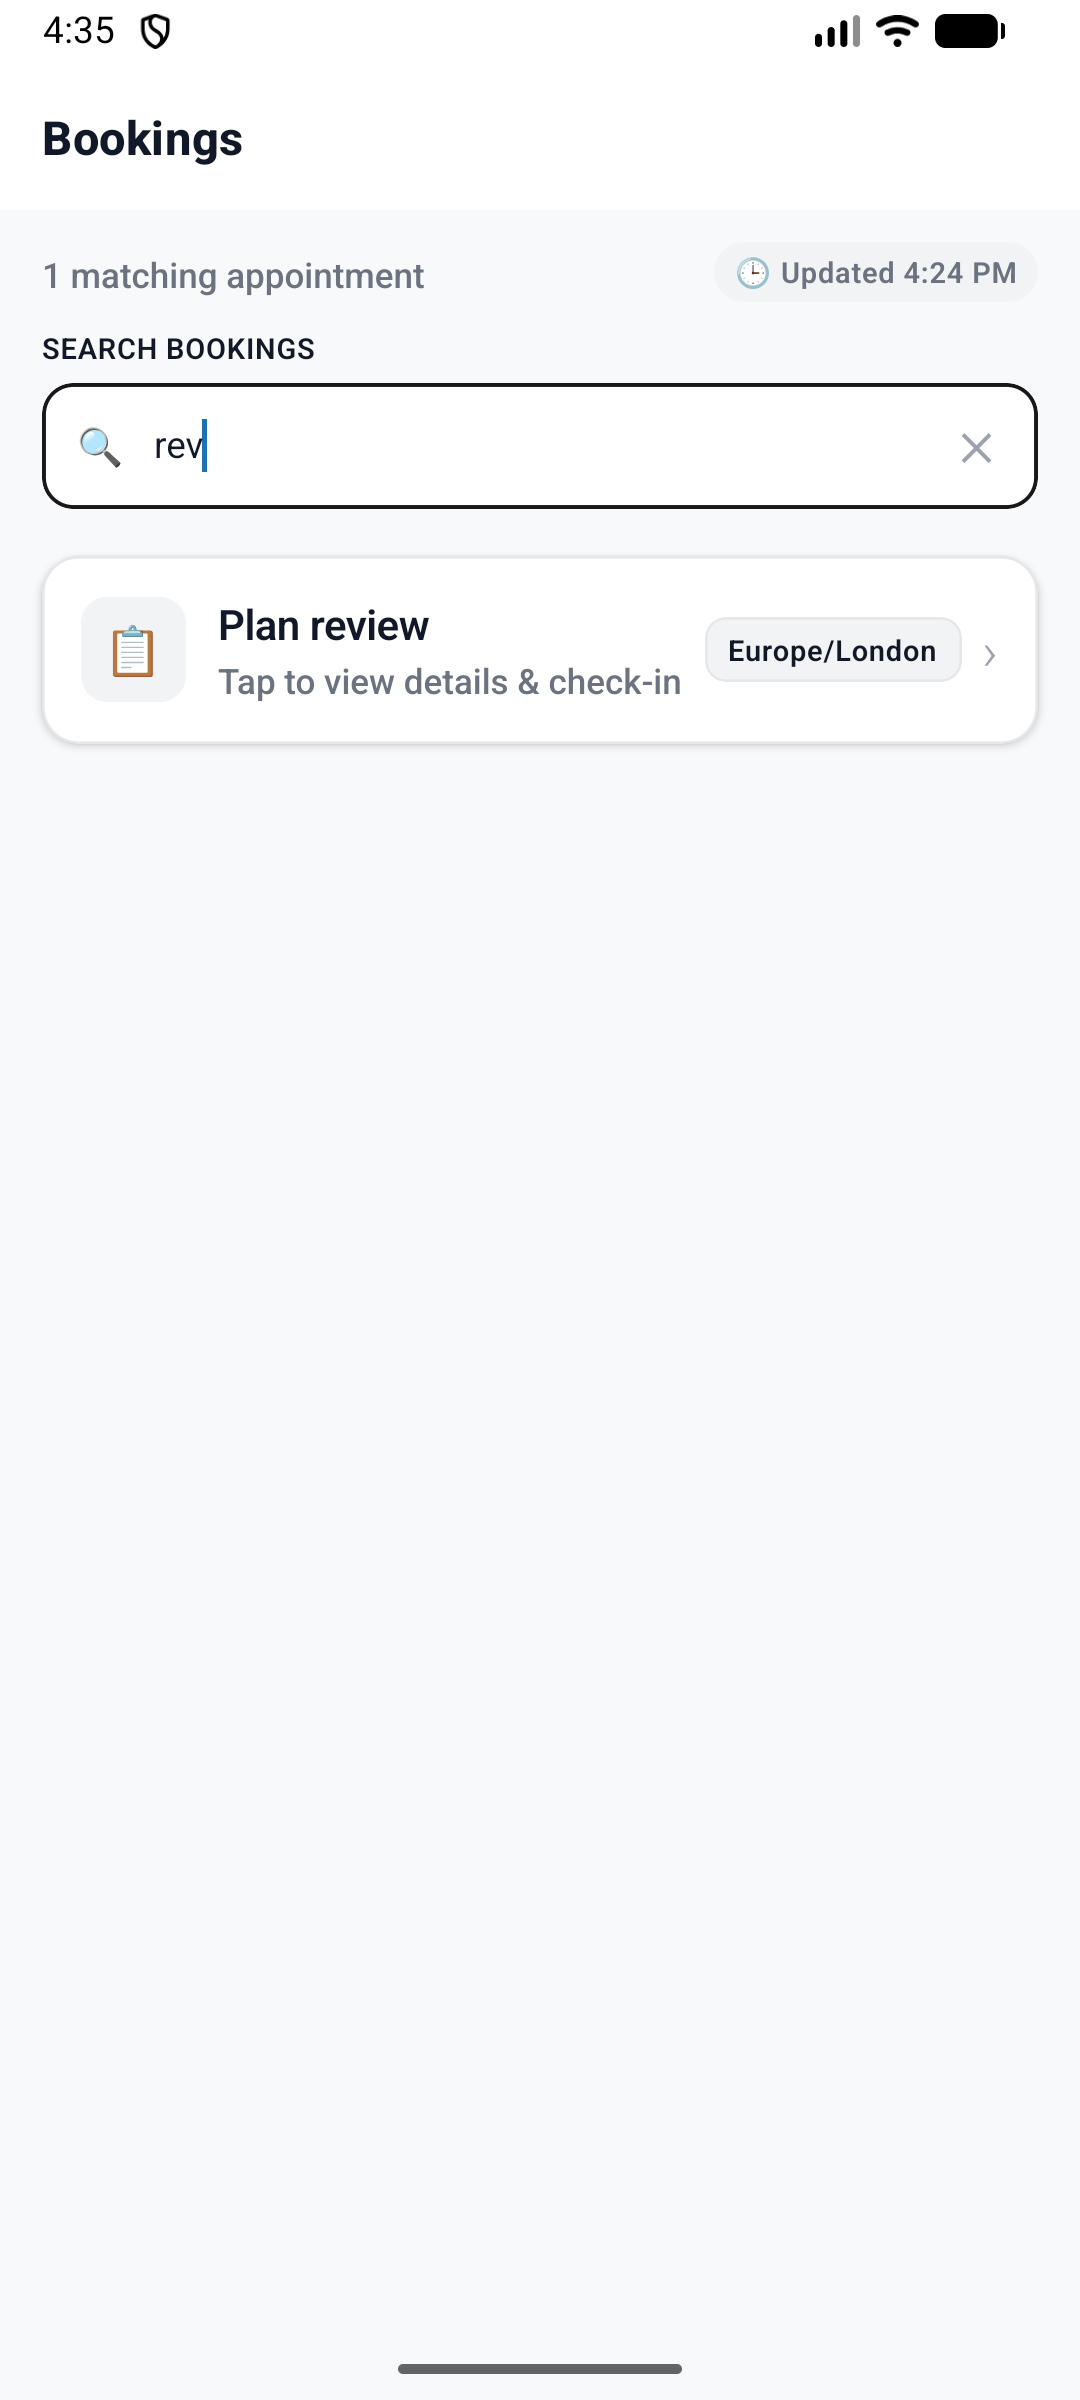 4:35
Bookings
1 matching appointment
Updated 4:24 PM
SEARCH BOOKINGS
rev
Plan review
Tap to view details & check-in
Europe/London